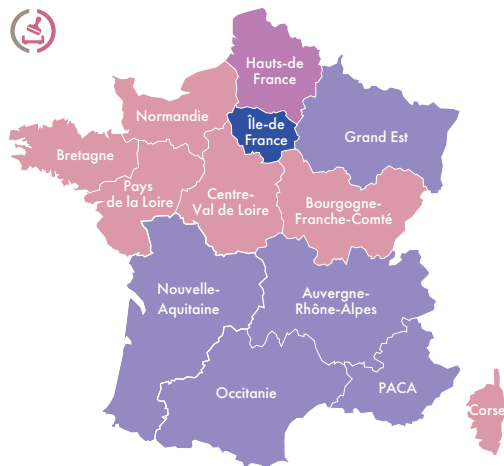 Hauts-de
France
Normandie
Île-de
France
Grand Est
Bretagne
Pays
de la Loire
Centre-
Val de Loire
Bourgogne-
Franche-Comté
Nouvelle-
Aquitaine
Auvergne-
Rhône-Alpes
Occitanie
PACA
Corse